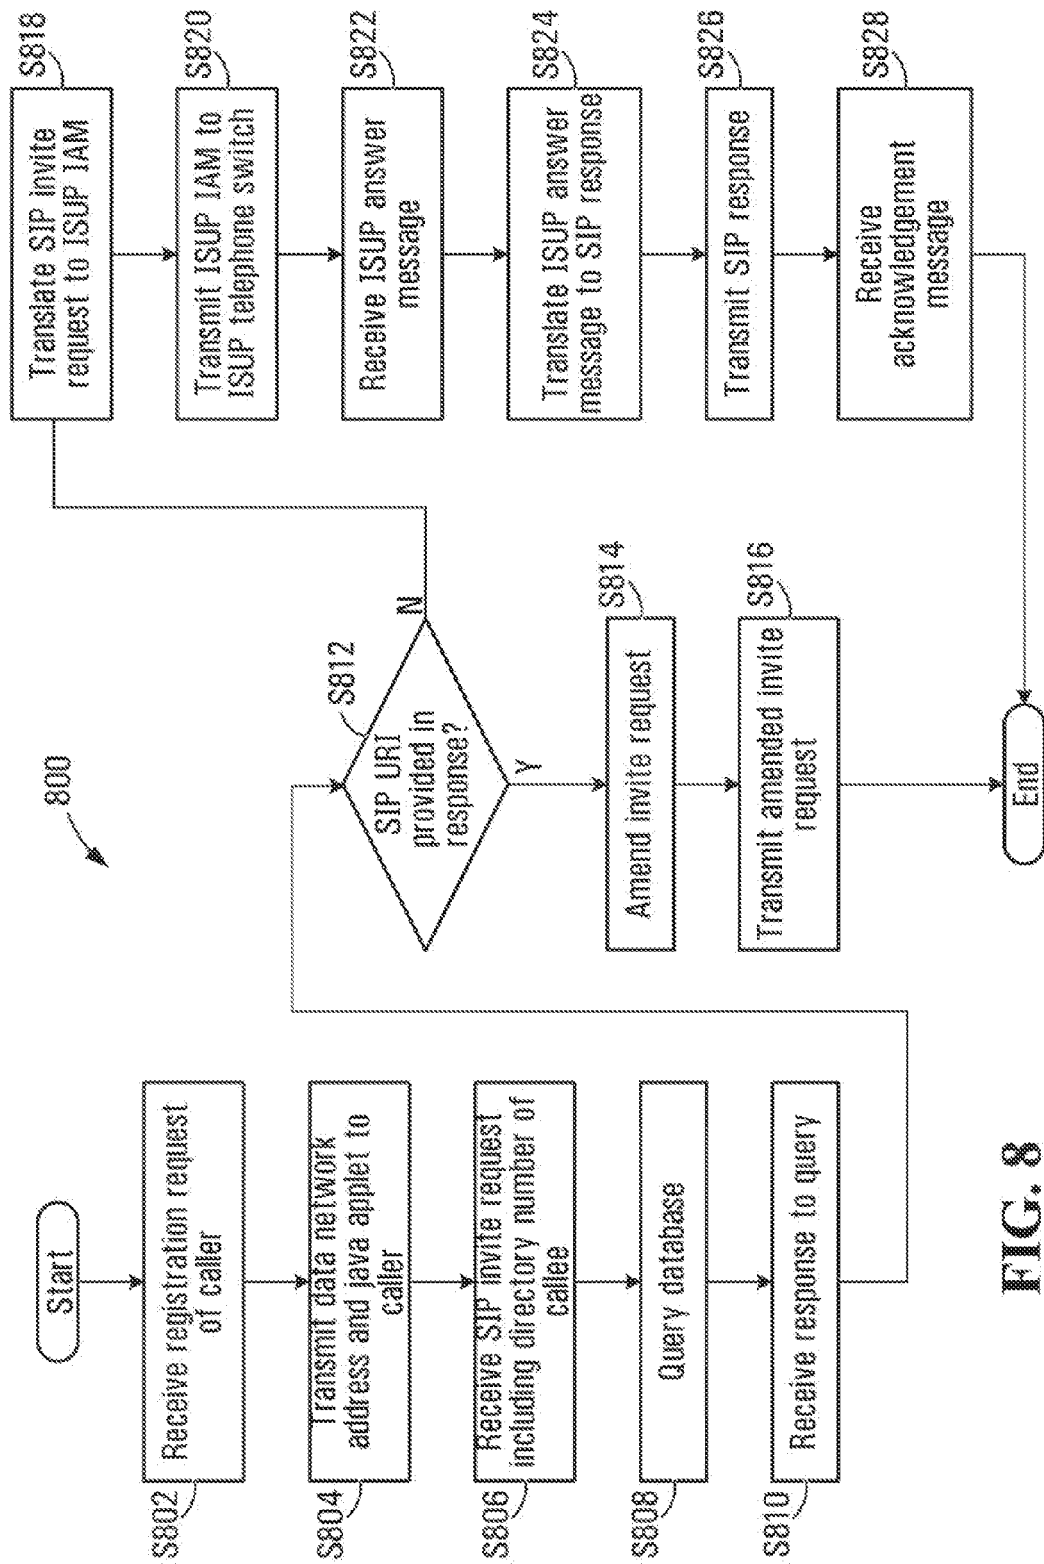 800
Start
S802
Receive registration request
of caller
S804
Transmit data network
address and java applet to
caller
S806
Receive SIP invite request
including directory number of
callee
S808
Query database
S810
Receive response to query
S812
SIP URI
provided in
response?
N
Y
S814
Amend invite request
S816
Transmit amended invite
request
End
S818
Translate SIP invite
request to ISUP IAM
S820
Transmit ISUP IAM to
ISUP telephone switch
S822
Receive ISUP answer
message
S824
Translate ISUP answer
message to SIP response
S826
Transmit SIP response
S828
Receive
acknowledgement
message
FIG. 8